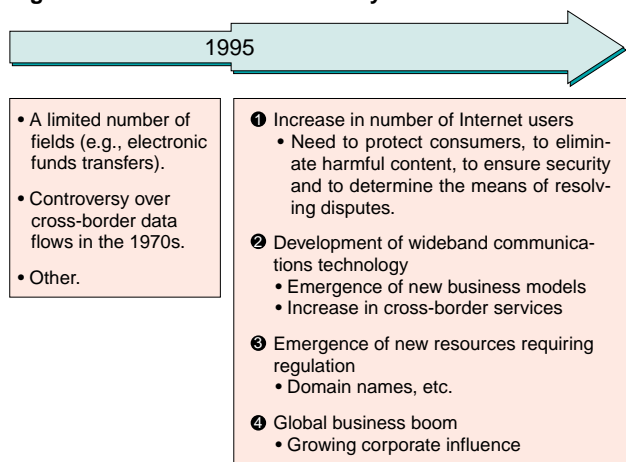 1995
• A limited number of
fields (e.g., electronic
funds transfers).
• Controversy over
cross-border data
flows in the 1970s.
• Other.
❶ Increase in number of Internet users
• Need to protect consumers, to elimin-
ate harmful content, to ensure security
and to determine the means of resolv-
ing disputes.
❷ Development of wideband communica-
tions technology
• Emergence of new business models
• Increase in cross-border services
❸ Emergence of new resources requiring
regulation
• Domain names, etc.
❹ Global business boom
• Growing corporate influence